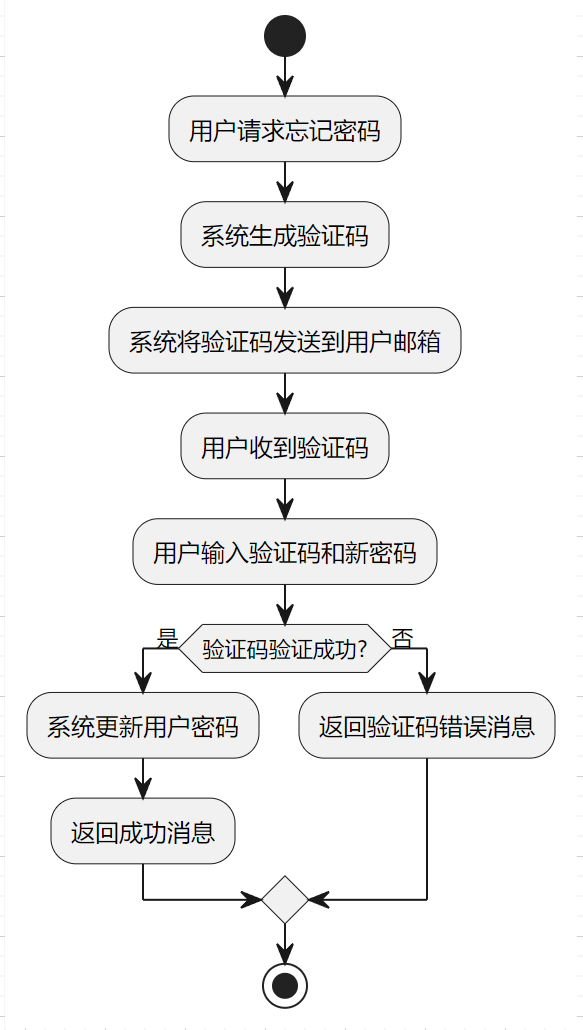 用户请求忘记密码
系统生成验证码
系统将验证码发送到用户邮箱
用户收到验证码
用户输入验证码和新密码
是
验证码验证成功?
否
系统更新用户密码
返回验证码错误消息
返回成功消息